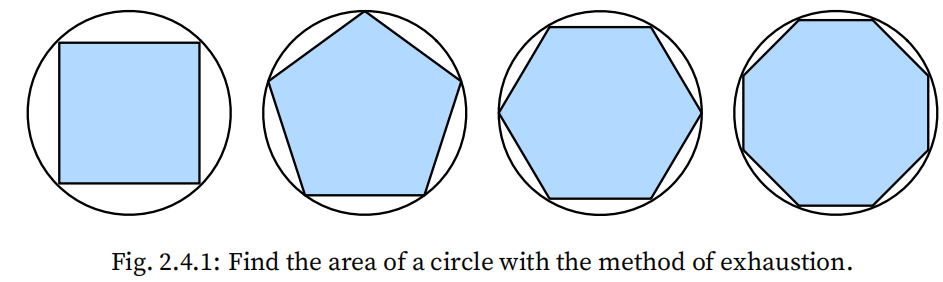 Fig. 2.4.1: Find the area of a circle with the method of exhaustion.